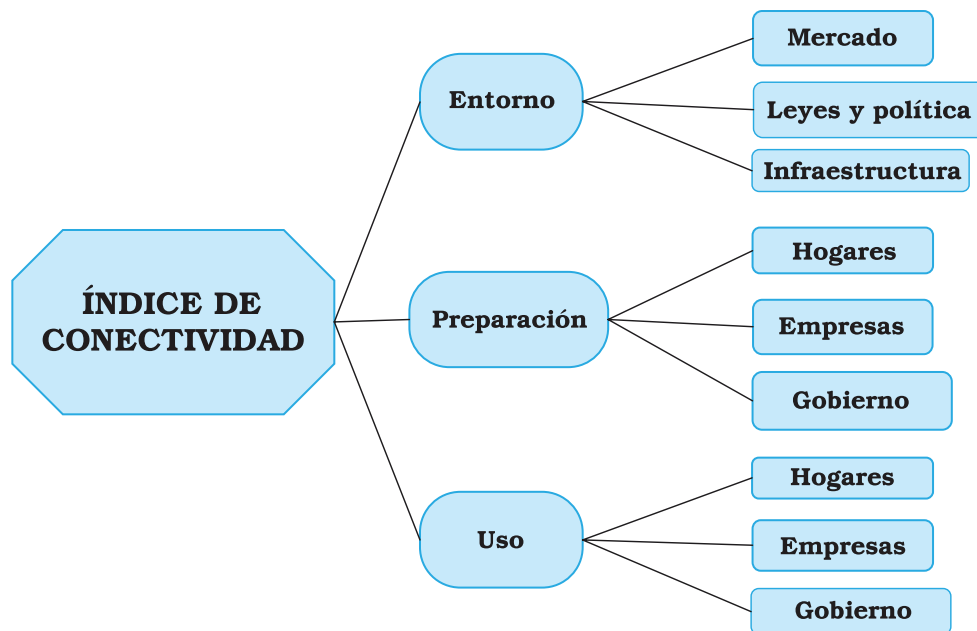 ÍNDICE DE
CONECTIVIDAD
Entorno
Mercado
Leyes y política
Infraestructura
Preparación
Hogares
Empresas
Gobierno
Uso
Hogares
Empresas
Gobierno